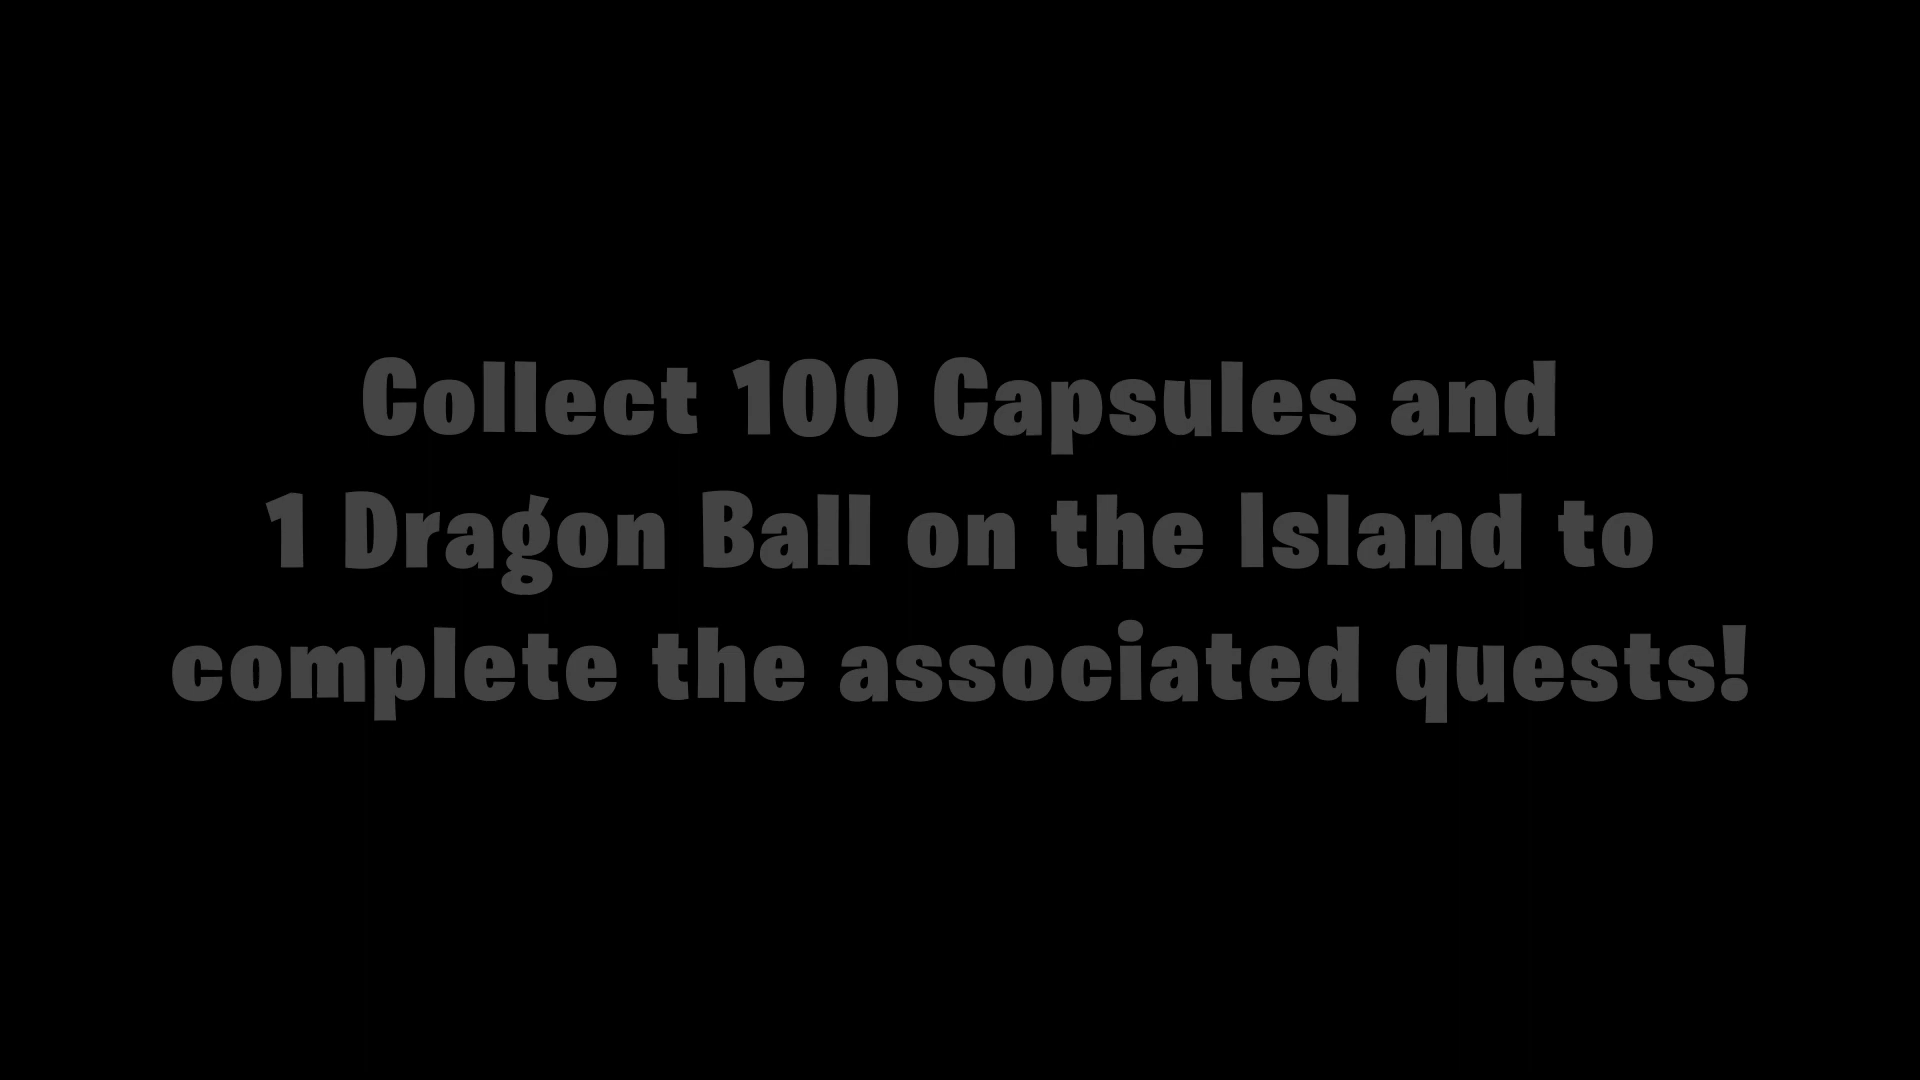 Collect 100 Capsules and
1 Dragon Ball on the Island to
complete the associated quests!